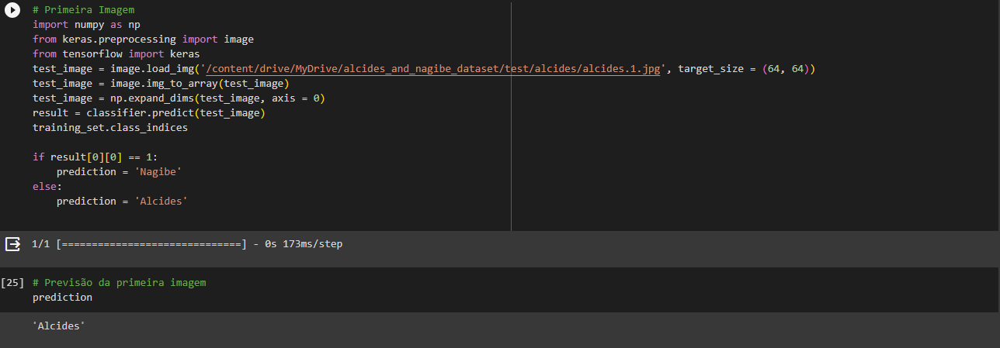 # Primeira Imagem
import numpy as np
from keras.preprocessing import image
from tensorflow import keras
test_image = image.load_img('/content/drive/MyDrive/alcides_and_nagibe_dataset/test/alcides/alcides.1.jpg', target_size = (64, 64))
test_image = image.img_to_array(test_image)
test_image = np.expand_dims(test_image, axis = 0)
result = classifier.predict(test_image)
training_set.class_indices

if result[0][0] == 1:
    prediction = 'Nagibe'
else:
    prediction = 'Alcides'
1/1 [==============================] - 0s 173ms/step
[25] # Previsão da primeira imagem
prediction
'Alcides'